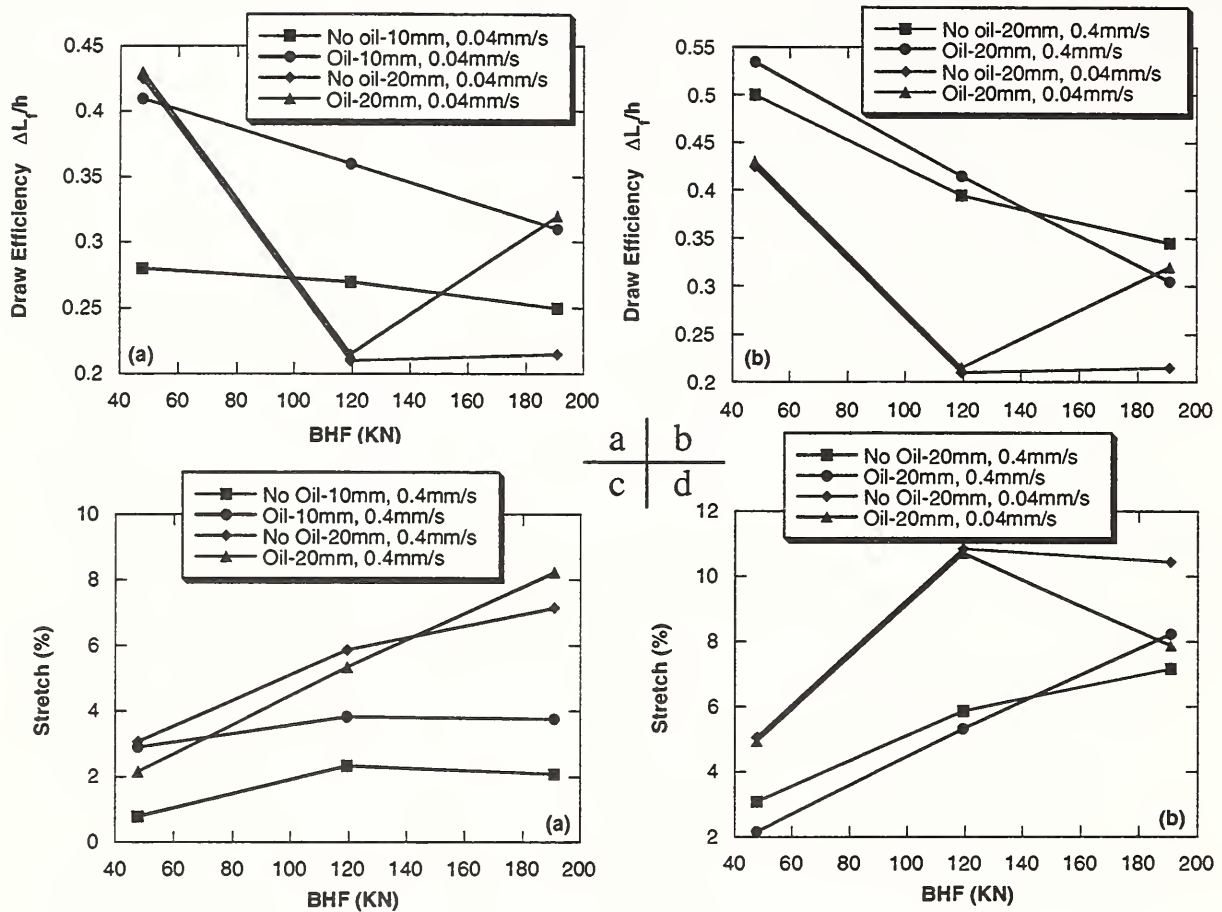 No oil-10mm, 0.04mm/s
Oil-10mm, 0.04mm/s
No oil-20mm, 0.04mm/s
Oil-20mm, 0.04mm/s
Draw Efficiency ΔLf/h
0.45
0.4
0.35
0.3
0.25
0.2
(a)
40 60 80 100 120 140 160 180 200
BHF (KN)
No oil-20mm, 0.4mm/s
Oil-20mm, 0.4mm/s
No oil-20mm, 0.04mm/s
Oil-20mm, 0.04mm/s
Draw Efficiency ΔLf/h
0.55
0.5
0.45
0.4
0.35
0.3
0.25
0.2
(b)
40 60 80 100 120 140 160 180 200
a b
c d
No Oil-10mm, 0.4mm/s
Oil-10mm, 0.4mm/s
No Oil-20mm, 0.4mm/s
Oil-20mm, 0.4mm/s
Stretch (%)
10
8
6
4
2
0
(a)
40 60 80 100 120 140 160 180 200
BHF (KN)
No Oil-20mm, 0.4mm/s
Oil-20mm, 0.4mm/s
No Oil-20mm, 0.04mm/s
Oil-20mm, 0.04mm/s
Stretch (%)
12
10
8
6
4
2
(b)
40 60 80 100 120 140 160 180 200
BHF (KN)